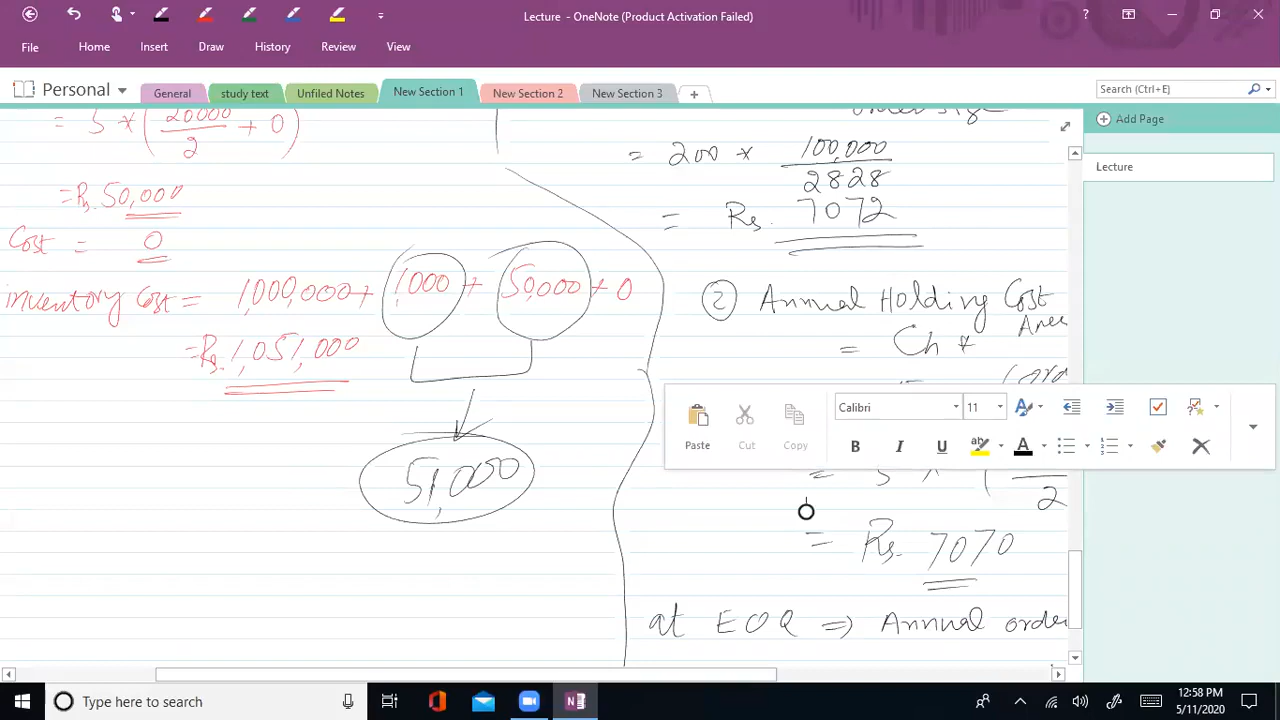 Lecture - OneNote (Product Activation Failed)
File Home Insert Draw History Review View
Personal General study text Unfiled Notes New Section 1 New Section 2 New Section 3 Search (Ctrl+E)
Add Page
Lecture
= 5 * (20000/2 + 0)
= Rs. 50,000
Cost = 0
inventory Cost = 1,000,000 + 1,000 + 50,000 + 0
= Rs. 1,051,000
51,000
= 200 * 100,000/2828
= Rs. 7072
② Annual Holding Cost
= Ch *
Calibri 11
Paste Cut Copy B I U ab A
2
= Rs. 7070
at EOQ => Annual order
Type here to search
12:58 PM
5/11/2020